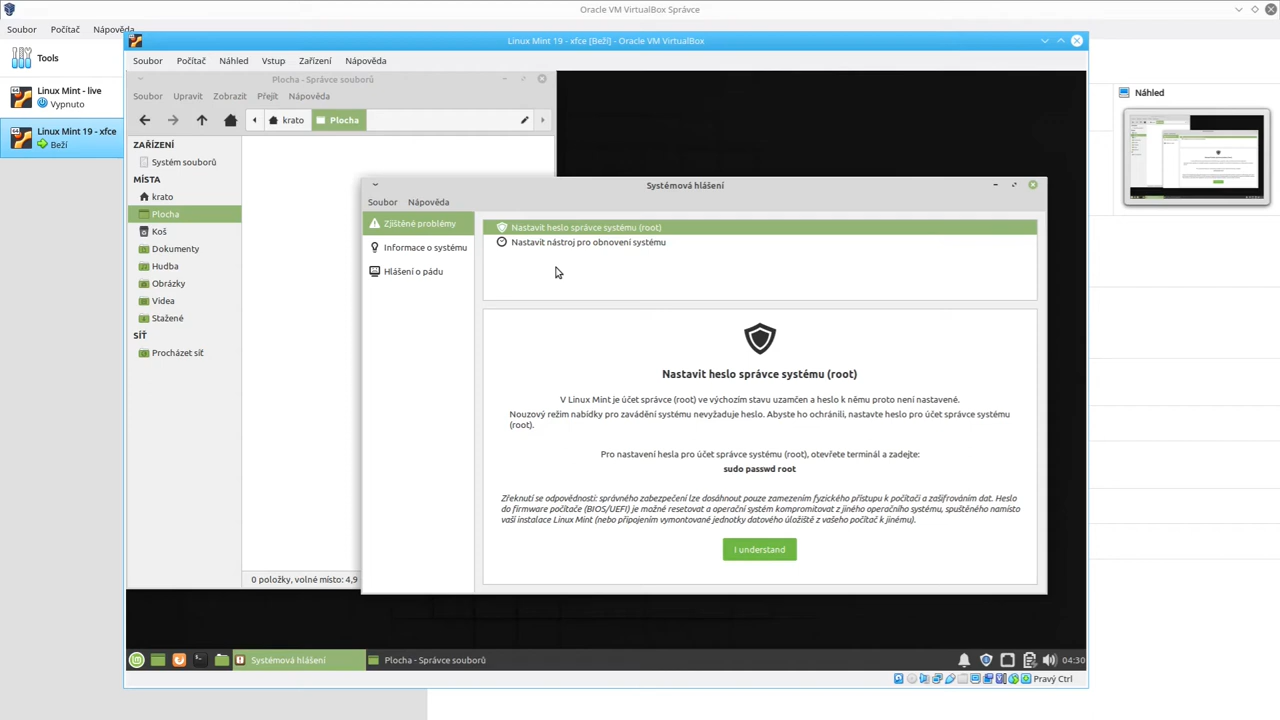 Oracle VM VirtualBox Správce
Soubor Počítač Nápověda
Tools
Linux Mint - live
Vypnuto
Linux Mint 19 - xfce
Beží
Linux Mint 19 - xfce [Beží] - Oracle VM VirtualBox
Soubor Počítač Náhled Vstup Zařízení Nápověda
Plocha - Správce souborů
Soubor Upravit Zobrazit Přejít Nápověda
krato Plocha
ZAŘÍZENÍ
Systém souborů
MÍSTA
krato
Plocha
Koš
Dokumenty
Hudba
Obrázky
Videa
Stažené
SÍŤ
Procházet síť
0 položky, volné místo: 4,9
Systémová hlášení
Soubor Nápověda
Zjištěné problémy
Informace o systému
Hlášení o pádu
Nastavit heslo správce systému (root)
Nastavit nástroj pro obnovení systému
Nastavit heslo správce systému (root)
V Linux Mint je účet správce (root) ve výchozím stavu uzamčen a heslo k němu proto není nastavené.
Nouzový režim nabídky pro zavádění systému nevyžaduje heslo. Abyste ho ochránili, nastavte heslo pro účet správce systému
(root).
Pro nastavení hesla pro účet správce systému (root), otevřete terminál a zadejte:
sudo passwd root
Zřeknutí se odpovědnosti: správného zabezpečení lze dosáhnout pouze zamezením fyzického přístupu k počítači a zašifrováním dat. Heslo
do firmware počítače (BIOS/UEFI) je možné resetovat a operační systém kompromitovat z jiného operačního systému, spuštěného namísto
vaší instalace Linux Mint (nebo připojením vymontované jednotky datového úložiště z vašeho počítač k jinému).
I understand
Systémová hlášení
Plocha - Správce souborů
04:30
Pravý Ctrl
Náhled